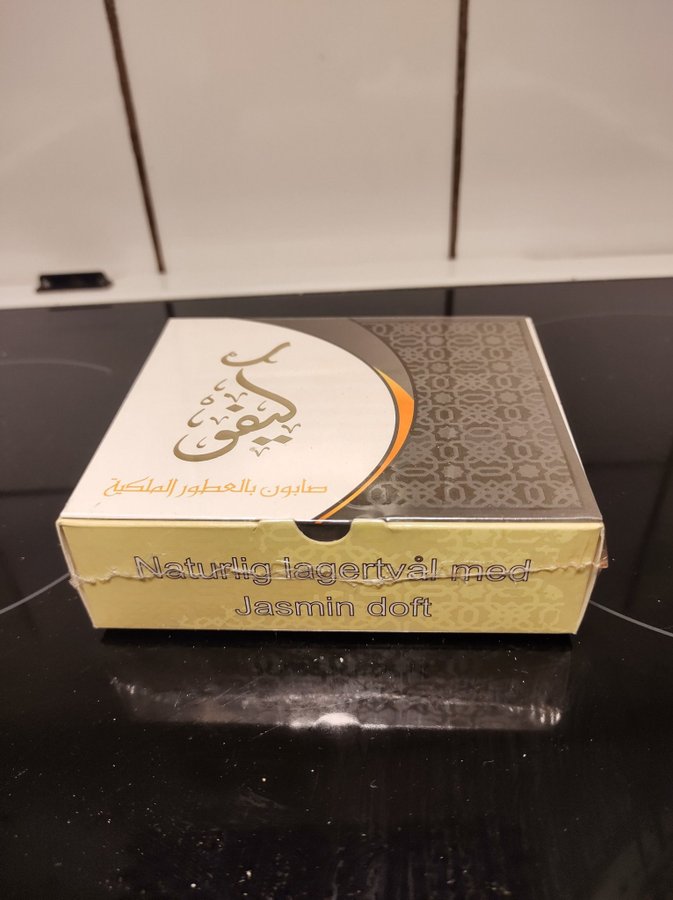 كيفو
صابون بالعطور الملكية
Naturlig lagertvål med
Jasmin doft